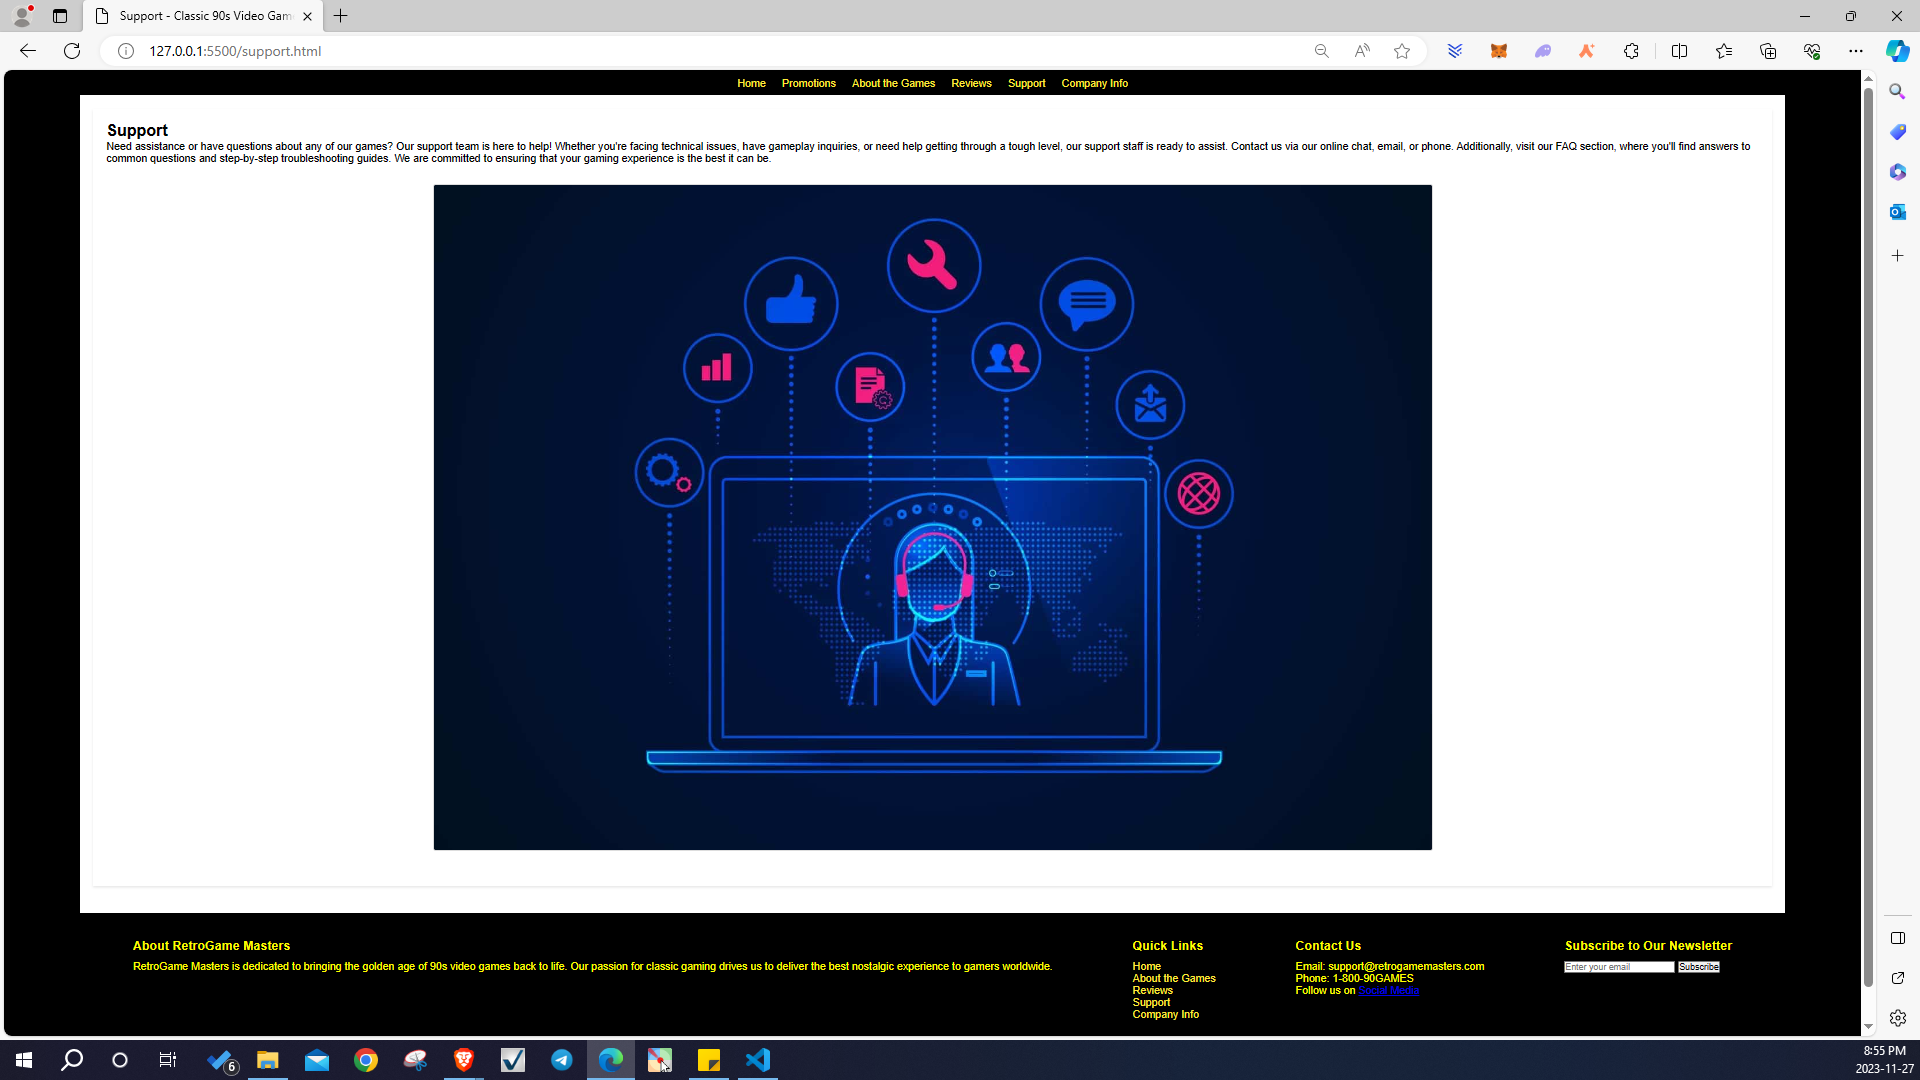 Support - Classic 90s Video Gam
127.0.0.1:5500/support.html
Home Promotions About the Games Reviews Support Company Info
Support
Need assistance or have questions about any of our games? Our support team is here to help! Whether you're facing technical issues, have gameplay inquiries, or need help getting through a tough level, our support staff is ready to assist. Contact us via our online chat, email, or phone. Additionally, visit our FAQ section, where you'll find answers to
common questions and step-by-step troubleshooting guides. We are committed to ensuring that your gaming experience is the best it can be.
About RetroGame Masters
RetroGame Masters is dedicated to bringing the golden age of 90s video games back to life. Our passion for classic gaming drives us to deliver the best nostalgic experience to gamers worldwide.
Quick Links
Home
About the Games
Reviews
Support
Company Info
Contact Us
Email: support@retrogamemasters.com
Phone: 1-800-90GAMES
Follow us on Social Media
Subscribe to Our Newsletter
Enter your email Subscribe
6
8:55 PM
2023-11-27